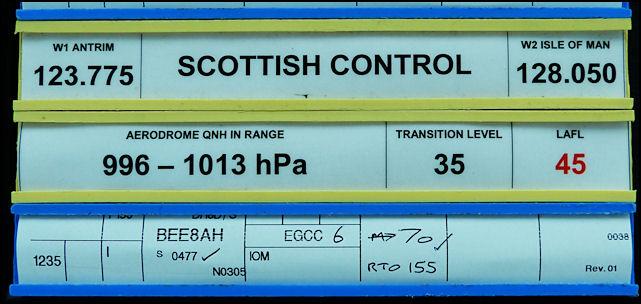 W1 ANTRIM
123.775
SCOTTISH CONTROL
W2 ISLE OF MAN
128.050
AERODROME QNH IN RANGE
996 – 1013 hPa
TRANSITION LEVEL
35
LAFL
45
BEE8AH
EGCC 6
70 ✓
0038
1235
S 0477 ✓
N0305
IOM
RTO 155
Rev. 01